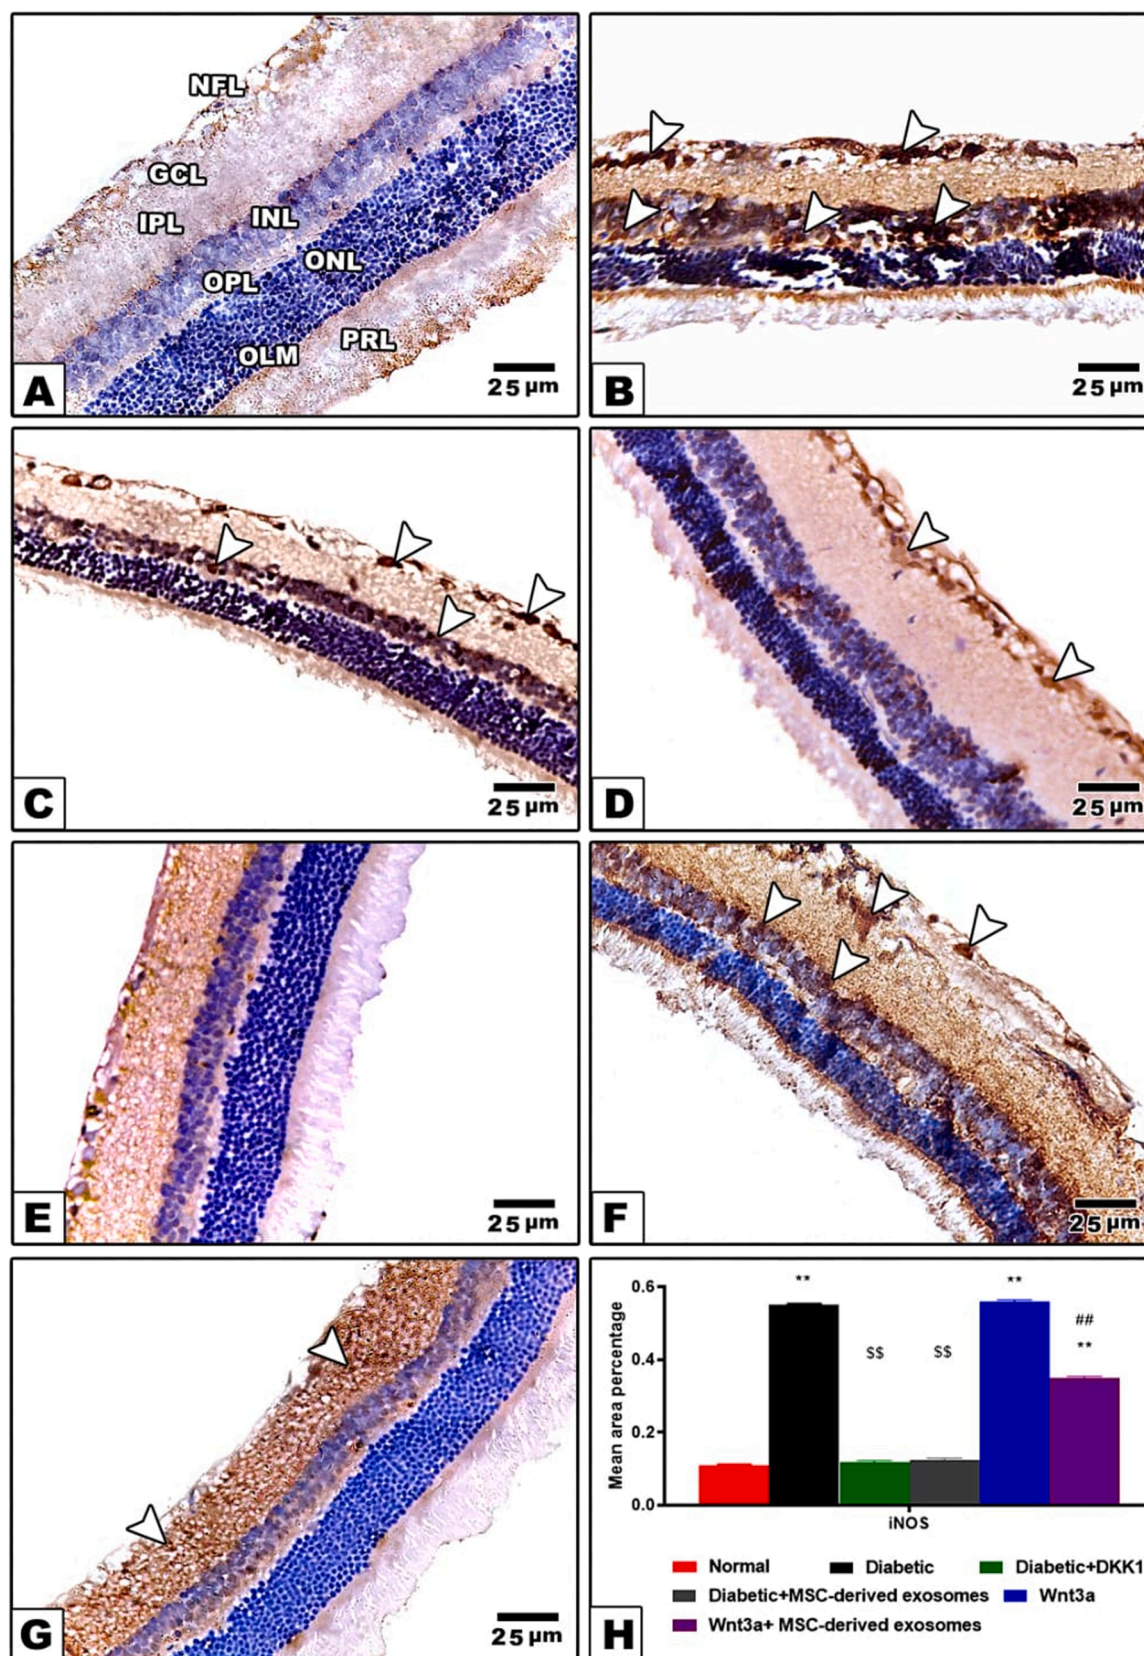 NFL
GCL
IPL
INL
OPL
ONL
OLM
PRL
A
25 µm
B
25 µm
C
25 µm
D
25 µm
E
25 µm
F
25 µm
G
25 µm
H
Mean area percentage
0.6
0.4
0.2
0.0
**
$$
$$
**
##
**
iNOS
Normal
Diabetic
Diabetic+DKK1
Diabetic+MSC-derived exosomes
Wnt3a
Wnt3a+ MSC-derived exosomes